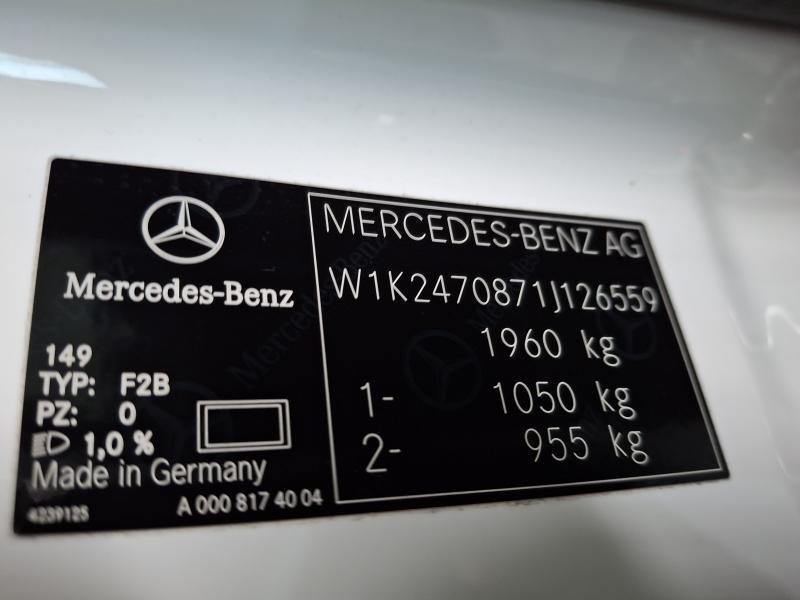 Mercedes-Benz
149
TYP: F2B
PZ: 0
1,0 %
Made in Germany
4239125
A 000 817 40 04
MERCEDES-BENZ AG
W1K2470871J126559
1960 kg
1- 1050 kg
2- 955 kg